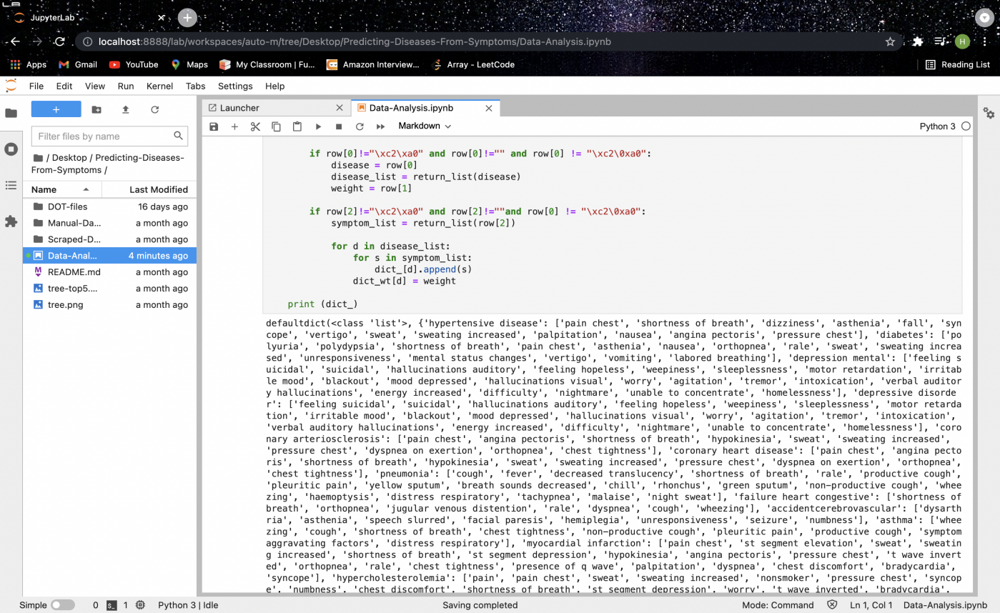 JupyterLab
localhost:8888/lab/workspaces/auto-m/tree/Desktop/Predicting-Diseases-From-Symptoms/Data-Analysis.ipynb
H
Apps Gmail YouTube Maps My Classroom | Fu... Amazon Interview... Array - LeetCode Reading List
File Edit View Run Kernel Tabs Settings Help
Launcher Data-Analysis.ipynb
Markdown Python 3
Filter files by name
/ Desktop / Predicting-Diseases-
From-Symptoms /
Name Last Modified
DOT-files 16 days ago
Manual-Da... a month ago
Scraped-D... a month ago
Data-Anal... 4 minutes ago
README.md a month ago
tree-top5.... a month ago
tree.png a month ago
if row[0]!="\xc2\xa0" and row[0]!="" and row[0] != "\xc2\0xa0":
disease = row[0]
disease_list = return_list(disease)
weight = row[1]
if row[2]!="\xc2\xa0" and row[2]!=""and row[0] != "\xc2\0xa0":
symptom_list = return_list(row[2])
for d in disease_list:
for s in symptom_list:
dict_[d].append(s)
dict_wt[d] = weight
print (dict_)
defaultdict(<class 'list'>, {'hypertensive disease': ['pain chest', 'shortness of breath', 'dizziness', 'asthenia', 'fall', 'syn
cope', 'vertigo', 'sweat', 'sweating increased', 'palpitation', 'nausea', 'angina pectoris', 'pressure chest'], 'diabetes': ['po
lyuria', 'polydypsia', 'shortness of breath', 'pain chest', 'asthenia', 'nausea', 'orthopnea', 'rale', 'sweat', 'sweating increa
sed', 'unresponsiveness', 'mental status changes', 'vertigo', 'vomiting', 'labored breathing'], 'depression mental': ['feeling s
uicidal', 'suicidal', 'hallucinations auditory', 'feeling hopeless', 'weepiness', 'sleeplessness', 'motor retardation', 'irritab
le mood', 'blackout', 'mood depressed', 'hallucinations visual', 'worry', 'agitation', 'tremor', 'intoxication', 'verbal auditor
y hallucinations', 'energy increased', 'difficulty', 'nightmare', 'unable to concentrate', 'homelessness'], 'depressive disorde
r': ['feeling suicidal', 'suicidal', 'hallucinations auditory', 'feeling hopeless', 'weepiness', 'sleeplessness', 'motor retarda
tion', 'irritable mood', 'blackout', 'mood depressed', 'hallucinations visual', 'worry', 'agitation', 'tremor', 'intoxication',
'verbal auditory hallucinations', 'energy increased', 'difficulty', 'nightmare', 'unable to concentrate', 'homelessness'], 'coro
nary arteriosclerosis': ['pain chest', 'angina pectoris', 'shortness of breath', 'hypokinesia', 'sweat', 'sweating increased',
'pressure chest', 'dyspnea on exertion', 'orthopnea', 'chest tightness'], 'coronary heart disease': ['pain chest', 'angina pecto
ris', 'shortness of breath', 'hypokinesia', 'sweat', 'sweating increased', 'pressure chest', 'dyspnea on exertion', 'orthopnea',
'chest tightness'], 'pneumonia': ['cough', 'fever', 'decreased translucency', 'shortness of breath', 'rale', 'productive cough',
'pleuritic pain', 'yellow sputum', 'breath sounds decreased', 'chill', 'rhonchus', 'green sputum', 'non-productive cough', 'whee
zing', 'haemoptysis', 'distress respiratory', 'tachypnea', 'malaise', 'night sweat'], 'failure heart congestive': ['shortness of
breath', 'orthopnea', 'jugular venous distention', 'rale', 'dyspnea', 'cough', 'wheezing'], 'accidentcerebrovascular': ['dysarth
ria', 'asthenia', 'speech slurred', 'facial paresis', 'hemiplegia', 'unresponsiveness', 'seizure', 'numbness'], 'asthma': ['whee
zing', 'cough', 'shortness of breath', 'chest tightness', 'non-productive cough', 'pleuritic pain', 'productive cough', 'symptom
aggravating factors', 'distress respiratory'], 'myocardial infarction': ['pain chest', 'st segment elevation', 'sweat', 'sweatin
g increased', 'shortness of breath', 'st segment depression', 'hypokinesia', 'angina pectoris', 'pressure chest', 't wave invert
ed', 'orthopnea', 'rale', 'chest tightness', 'presence of q wave', 'palpitation', 'dyspnea', 'chest discomfort', 'bradycardia',
'syncope'], 'hypercholesterolemia': ['pain', 'pain chest', 'sweat', 'sweating increased', 'nonsmoker', 'pressure chest', 'syncop
e', 'numbness', 'chest discomfort', 'shortness of breath', 'st segment depression', 'worry', 't wave inverted', 'bradycardia',
Simple 0 $_ 1 Python 3 | Idle Saving completed Mode: Command Ln 1, Col 1 Data-Analysis.ipynb